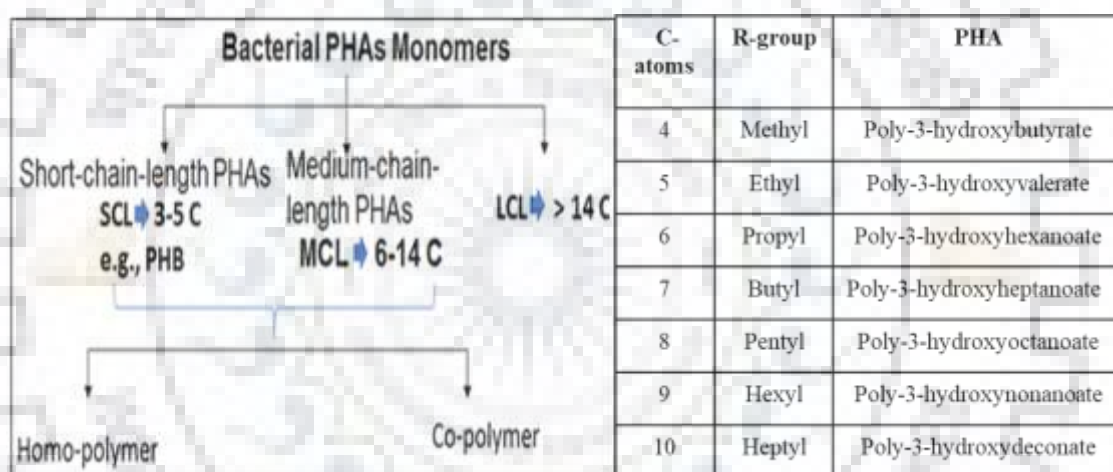 Bacterial PHAs Monomers
Short-chain-length PHAs
SCL 3-5 C
e.g., PHB
Medium-chain-
length PHAs
MCL 6-14 C
LCL > 14 C
Homo-polymer
Co-polymer
C-
atoms R-group PHA
4 Methyl Poly-3-hydroxybutyrate
5 Ethyl Poly-3-hydroxyvalerate
6 Propyl Poly-3-hydroxyhexanoate
7 Butyl Poly-3-hydroxyheptanoate
8 Pentyl Poly-3-hydroxyoctanoate
9 Hexyl Poly-3-hydroxynonanoate
10 Heptyl Poly-3-hydroxydeconate